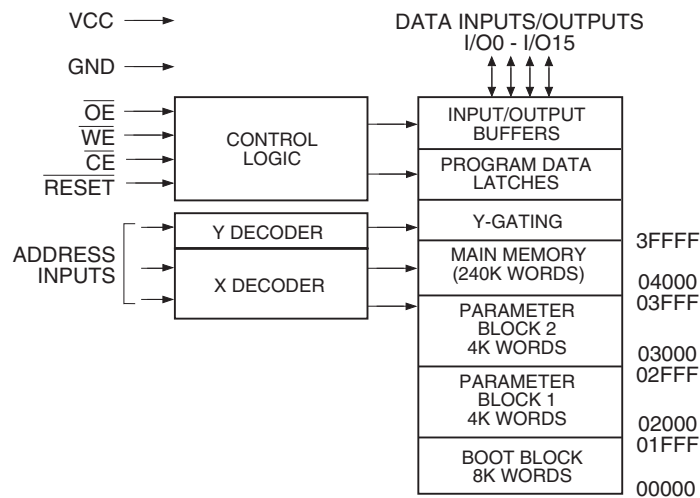 VCC
GND
OE
WE
CE
RESET
ADDRESS
INPUTS
CONTROL
LOGIC
Y DECODER
X DECODER
DATA INPUTS/OUTPUTS
I/O0 - I/O15
INPUT/OUTPUT
BUFFERS
PROGRAM DATA
LATCHES
Y-GATING
MAIN MEMORY
(240K WORDS)
PARAMETER
BLOCK 2
4K WORDS
PARAMETER
BLOCK 1
4K WORDS
BOOT BLOCK
8K WORDS
3FFFF
04000
03FFF
03000
02FFF
02000
01FFF
00000